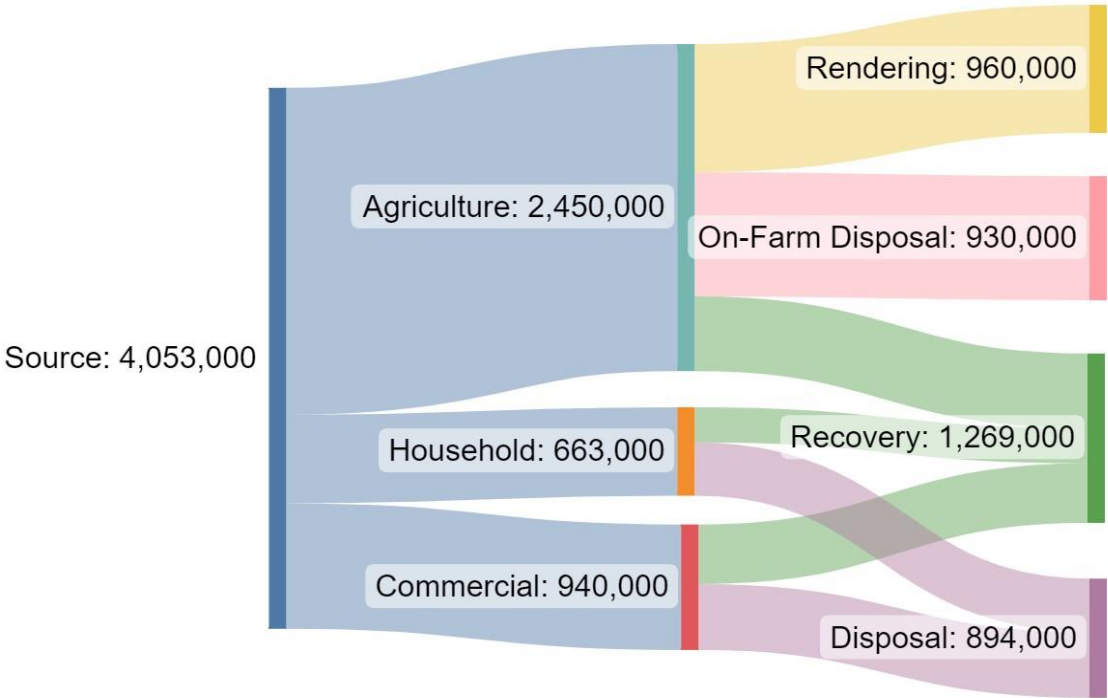 Rendering: 960,000
Agriculture: 2,450,000
On-Farm Disposal: 930,000
Source: 4,053,000
Household: 663,000
Recovery: 1,269,000
Commercial: 940,000
Disposal: 894,000